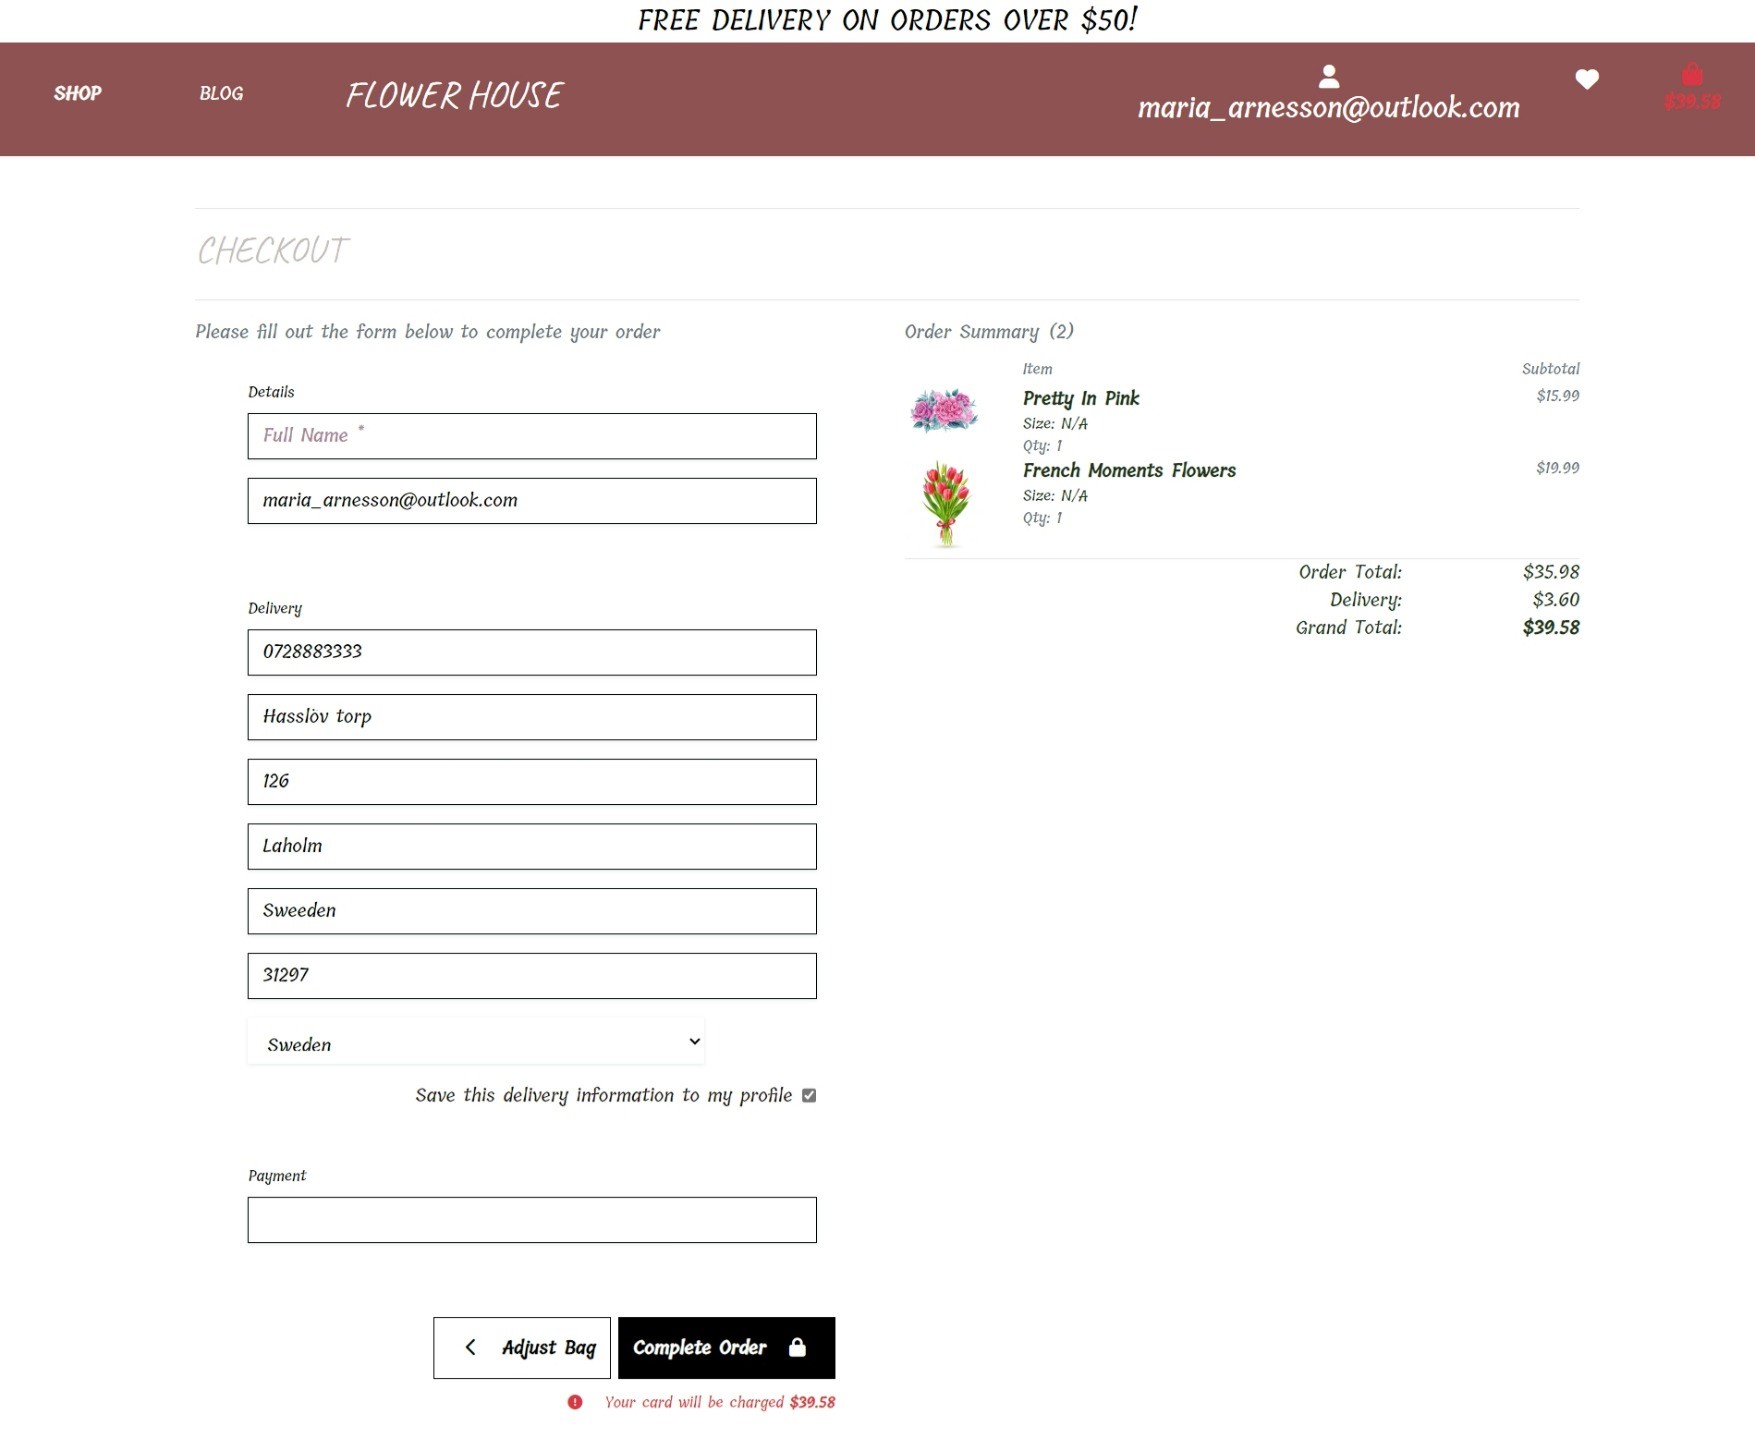 FREE DELIVERY ON ORDERS OVER $50!
SHOP
BLOG
FLOWER HOUSE
maria_arnesson@outlook.com
$39.58
CHECKOUT
Please fill out the form below to complete your order
Details
Full Name *
maria_arnesson@outlook.com
Delivery
0728883333
Hasslöv torp
126
Laholm
Sweeden
31297
Sweden
Save this delivery information to my profile
Payment
Adjust Bag
Complete Order
Your card will be charged $39.58
Order Summary (2)
Item Subtotal
Pretty In Pink $15.99
Size: N/A
Qty: 1
French Moments Flowers $19.99
Size: N/A
Qty: 1
Order Total: $35.98
Delivery: $3.60
Grand Total: $39.58